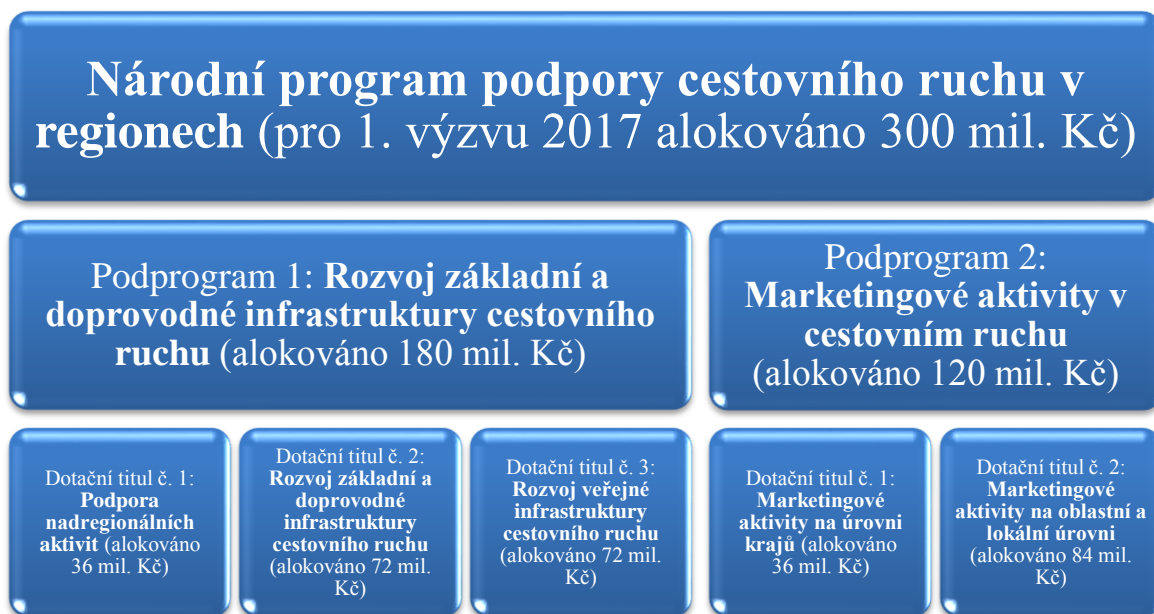 Národní program podpory cestovního ruchu v
regionech (pro 1. výzvu 2017 alokováno 300 mil. Kč)
Podprogram 1: Rozvoj základní a
doprovodné infrastruktury cestovního
ruchu (alokováno 180 mil. Kč)
Podprogram 2:
Marketingové aktivity v
cestovním ruchu
(alokováno 120 mil. Kč)
Dotační titul č. 1:
Podpora
nadregionálních
aktivit (alokováno
36 mil. Kč)
Dotační titul č. 2:
Rozvoj základní a
doprovodné
infrastruktury
cestovního ruchu
(alokováno 72 mil.
Kč)
Dotační titul č. 3:
Rozvoj veřejné
infrastruktury
cestovního ruchu
(alokováno 72 mil.
Kč)
Dotační titul č. 1:
Marketingové
aktivity na úrovni
krajů (alokováno
36 mil. Kč)
Dotační titul č. 2:
Marketingové
aktivity na oblastní a
lokální úrovni
(alokováno 84 mil.
Kč)